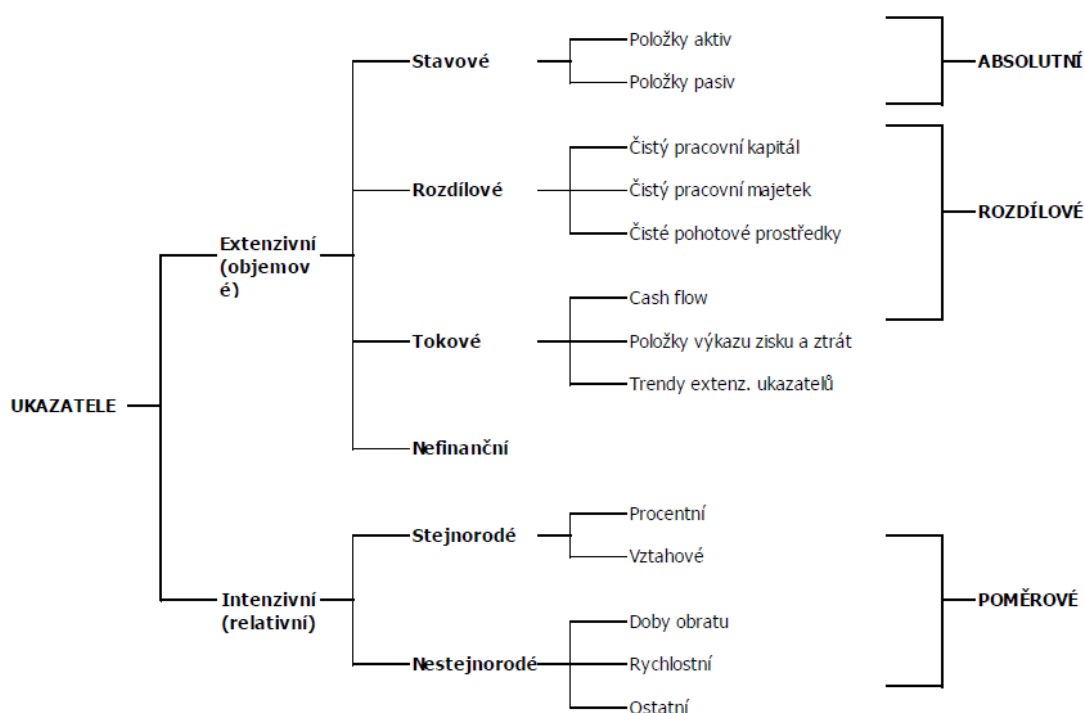 UKAZATELE
Extenzivní
(objemov
é)
Stavové
Položky aktiv
Položky pasiv
Rozdílové
Čistý pracovní kapitál
Čistý pracovní majetek
Čisté pohotové prostředky
Tokové
Cash flow
Položky výkazu zisku a ztrát
Trendy extenz. ukazatelů
Nefinanční
Intenzivní
(relativní)
Stejnorodé
Procentní
Vztahové
Nestejnorodé
Doby obratu
Rychlostní
Ostatní
ABSOLUTNÍ
ROZDÍLOVÉ
POMĚROVÉ